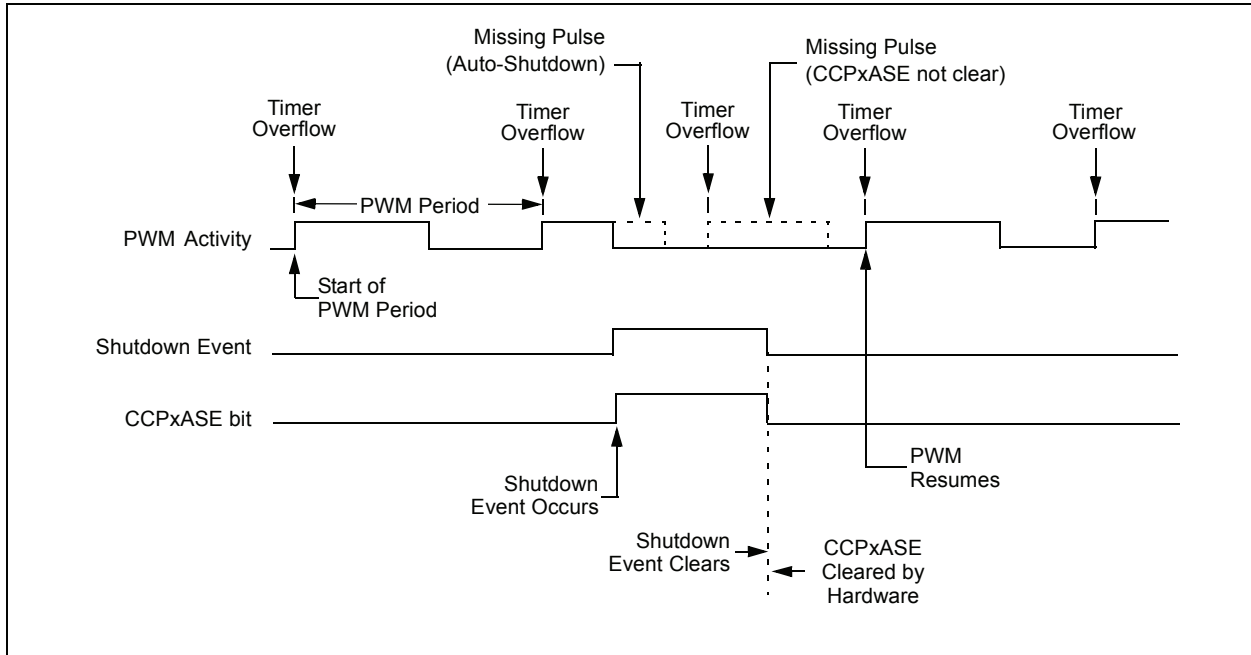 Missing Pulse
(Auto-Shutdown)
Missing Pulse
(CCPxASE not clear)
Timer
Overflow
Timer
Overflow
Timer
Overflow
Timer
Overflow
Timer
Overflow
PWM Period
PWM Activity
Start of
PWM Period
Shutdown Event
CCPxASE bit
Shutdown
Event Occurs
PWM
Resumes
Shutdown
Event Clears
CCPxASE
Cleared by
Hardware